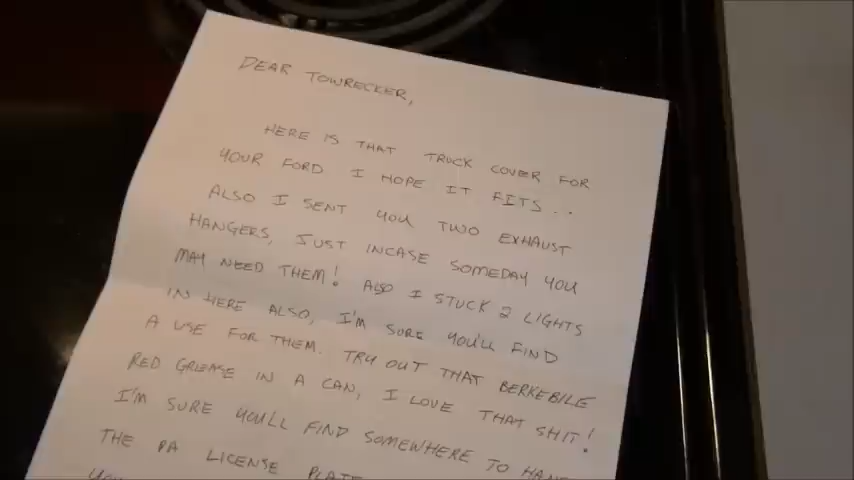 DEAR TOWRECKER,
HERE IS THAT TRUCK COVER FOR
YOUR FORD I HOPE IT FITS...
ALSO I SENT YOU TWO EXHAUST
HANGERS, JUST INCASE SOMEDAY YOU
MAY NEED THEM! ALSO I STUCK 2 LIGHTS
IN HERE ALSO, I'M SURE YOU'LL FIND
A USE FOR THEM. TRY OUT THAT BERKEBILE
RED GREASE IN A CAN, I LOVE THAT SHIT!
I'M SURE YOU'LL FIND SOMEWHERE TO HANG
THE PA LICENSE PLATE